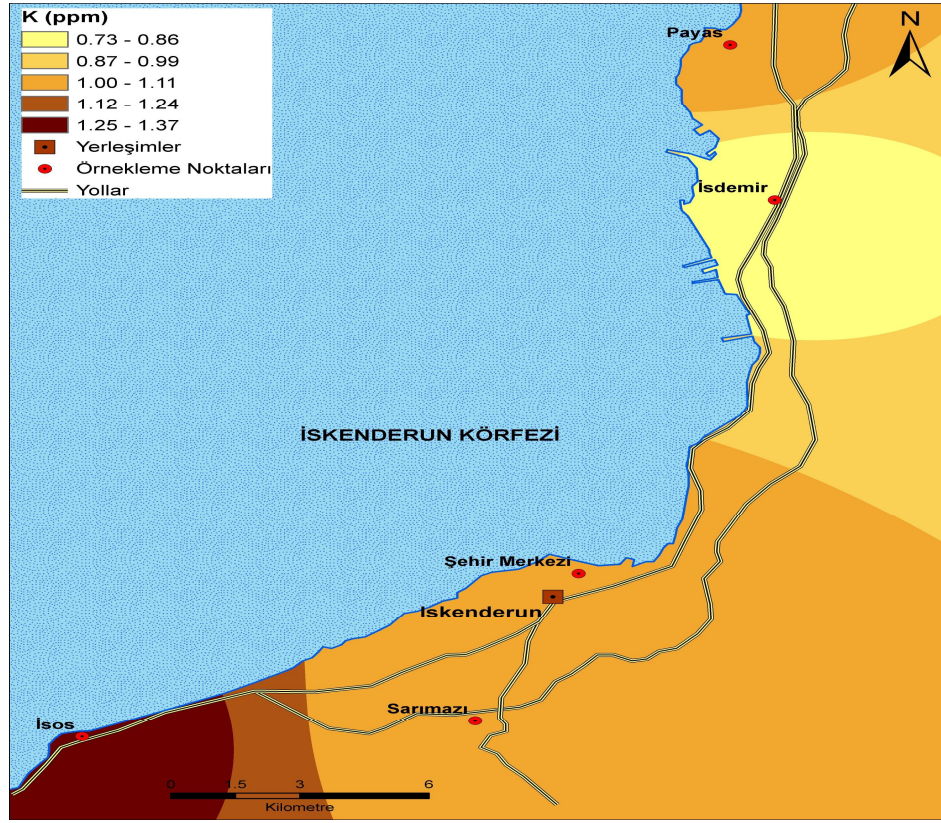 K (ppm)
0.73 - 0.86
0.87 - 0.99
1.00 - 1.11
1.12 - 1.24
1.25 - 1.37
Yerleşimler
Örnekleme Noktaları
Yollar
N
Payas
İsdemir
İSKENDERUN KÖRFEZİ
Şehir Merkezi
İskenderun
Sarımazı
İsos
0 1.5 3 6
Kilometre